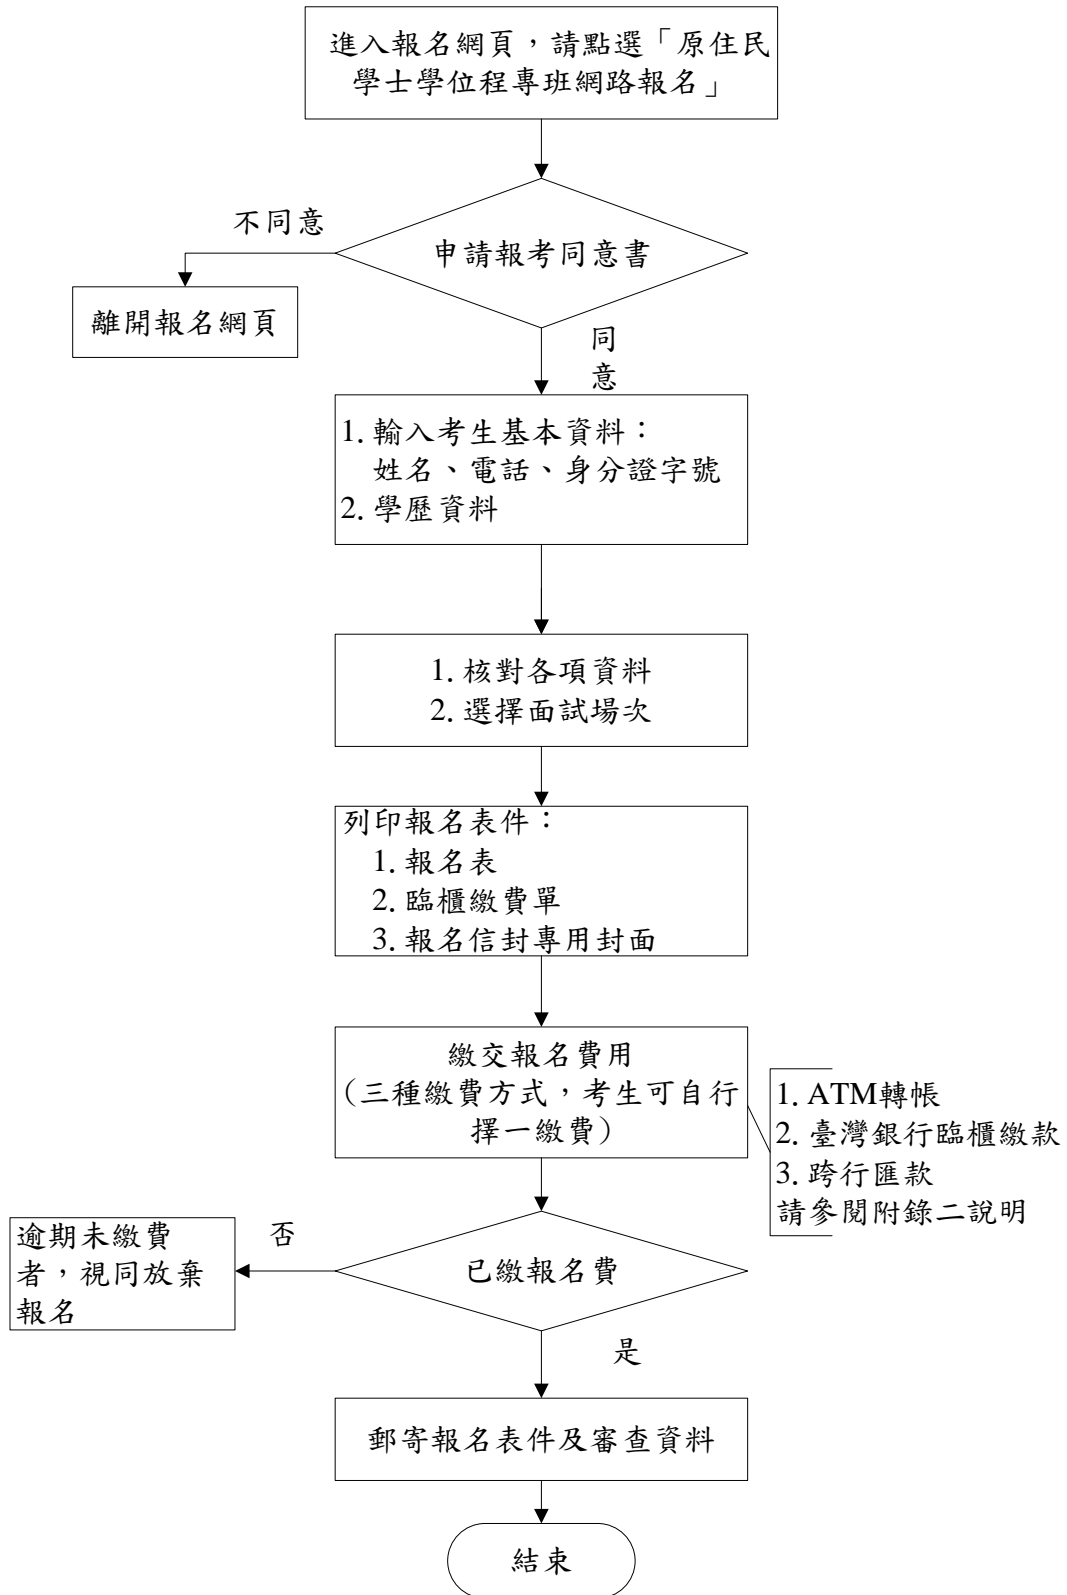 進入報名網頁，請點選「原住民
學士學位程專班網路報名」
不同意
申請報考同意書
離開報名網頁
同
意
1. 輸入考生基本資料：
姓名、電話、身分證字號
2. 學歷資料
1. 核對各項資料
2. 選擇面試場次
列印報名表件：
1. 報名表
2. 臨櫃繳費單
3. 報名信封專用封面
繳交報名費用
（三種繳費方式，考生可自行
擇一繳費）
1. ATM轉帳
2. 臺灣銀行臨櫃繳款
3. 跨行匯款
請參閱附錄二說明
逾期未繳費
者，視同放棄
報名
否
已繳報名費
是
郵寄報名表件及審查資料
結束